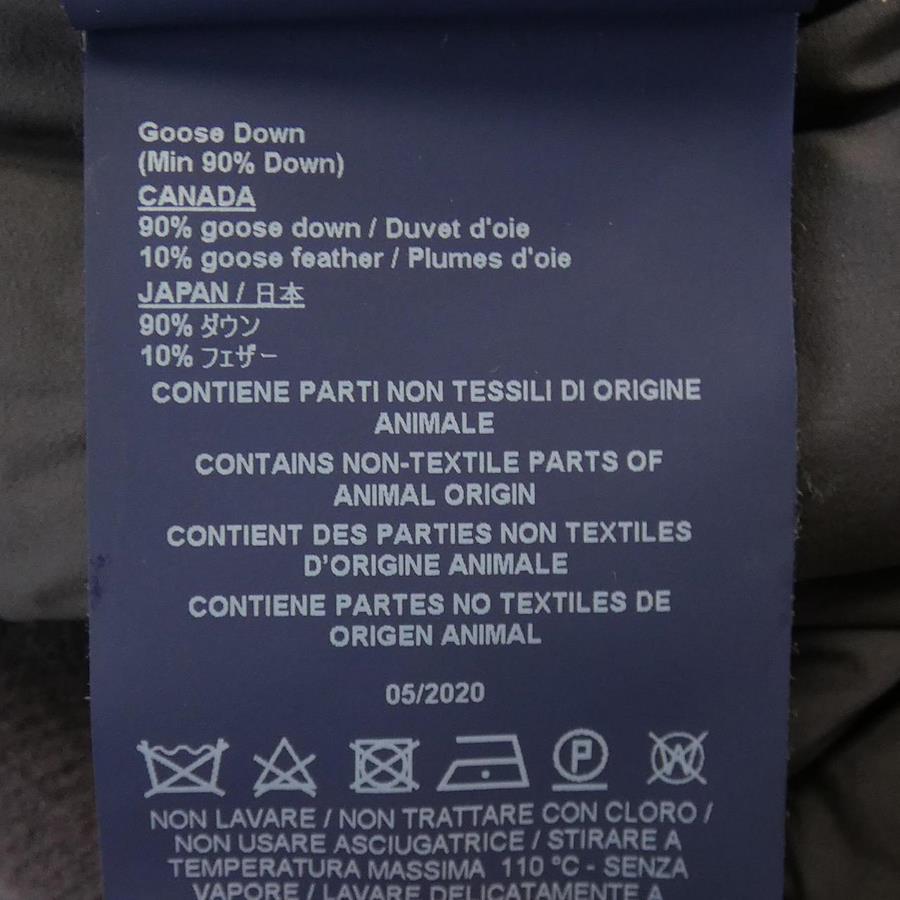 Goose Down
(Min 90% Down)
CANADA
90% goose down / Duvet d'oie
10% goose feather / Plumes d'oie
JAPAN / 日本
90% ダウン
10% フェザー
CONTIENE PARTI NON TESSILI DI ORIGINE
ANIMALE
CONTAINS NON-TEXTILE PARTS OF
ANIMAL ORIGIN
CONTIENT DES PARTIES NON TEXTILES
D'ORIGINE ANIMALE
CONTIENE PARTES NO TEXTILES DE
ORIGEN ANIMAL
05/2020
P W
NON LAVARE / NON TRATTARE CON CLORO /
NON USARE ASCIUGATRICE / STIRARE A
TEMPERATURA MASSIMA 110 °C - SENZA
VAPORE / LAVARE DELICATAMENTE A